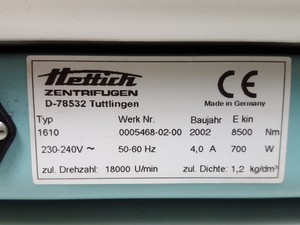 Hettich
ZENTRIFUGEN
D-78532 Tuttlingen
CE
Made in Germany
Typ Werk Nr. Baujahr E kin
1610 0005468-02-00 2002 8500 Nm
230-240V ~ 50-60 Hz 4,0 A 700 W
zul. Drehzahl: 18000 U/min zul. Dichte: 1,2 kg/dm³